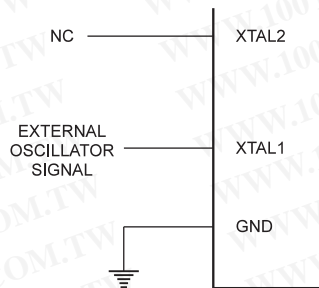 NC
XTAL2
EXTERNAL
OSCILLATOR
SIGNAL
XTAL1
GND